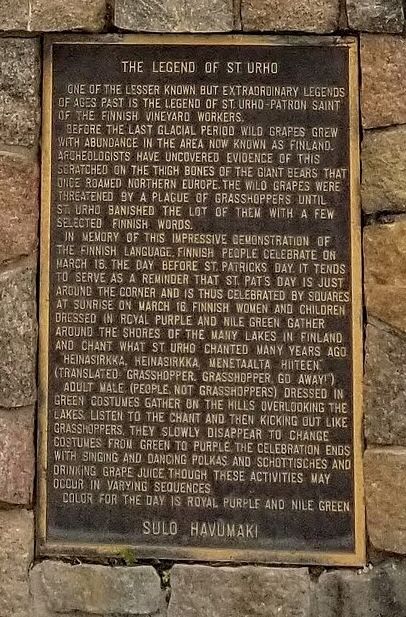 THE LEGEND OF ST. URHO
ONE OF THE LESSER KNOWN BUT EXTRAORDINARY LEGENDS
OF AGES PAST IS THE LEGEND OF ST. URHO-PATRON SAINT
OF THE FINNISH VINEYARD WORKERS.
BEFORE THE LAST GLACIAL PERIOD WILD GRAPES GREW
WITH ABUNDANCE IN THE AREA NOW KNOWN AS FINLAND.
ARCHEOLOGISTS HAVE UNCOVERED EVIDENCE OF THIS
SCRATCHED ON THE THIGH BONES OF THE GIANT BEARS THAT
ONCE ROAMED NORTHERN EUROPE. THE WILD GRAPES WERE
THREATENED BY A PLAGUE OF GRASSHOPPERS UNTIL
ST. URHO BANISHED THE LOT OF THEM WITH A FEW
SELECTED FINNISH WORDS.
IN MEMORY OF THIS IMPRESSIVE DEMONSTRATION OF
THE FINNISH LANGUAGE, FINNISH PEOPLE CELEBRATE ON
MARCH 16, THE DAY BEFORE ST. PATRICKS DAY. IT TENDS
TO SERVE AS A REMINDER THAT ST. PAT'S DAY IS JUST
AROUND THE CORNER AND IS THUS CELEBRATED BY SQUARES
AT SUNRISE ON MARCH 16. FINNISH WOMEN AND CHILDREN
DRESSED IN ROYAL PURPLE AND NILE GREEN GATHER
AROUND THE SHORES OF THE MANY LAKES IN FINLAND
AND CHANT WHAT ST URHO CHANTED MANY YEARS AGO
"HEINASIRKKA, HEINASIRKKA, MENETAALTA HIITEEN"
(TRANSLATED "GRASSHOPPER, GRASSHOPPER, GO AWAY!")
ADULT MALE (PEOPLE, NOT GRASSHOPPERS) DRESSED IN
GREEN COSTUMES GATHER ON THE HILLS OVERLOOKING THE
LAKES, LISTEN TO THE CHANT AND THEN KICKING OUT LIKE
GRASSHOPPERS, THEY SLOWLY DISAPPEAR TO CHANGE
COSTUMES FROM GREEN TO PURPLE. THE CELEBRATION ENDS
WITH SINGING AND DANCING POLKAS AND SCHOTTISCHES AND
DRINKING GRAPE JUICE, THOUGH THESE ACTIVITIES MAY
OCCUR IN VARYING SEQUENCES.
COLOR FOR THE DAY IS ROYAL PURPLE AND NILE GREEN
SULO HAVUMAKI